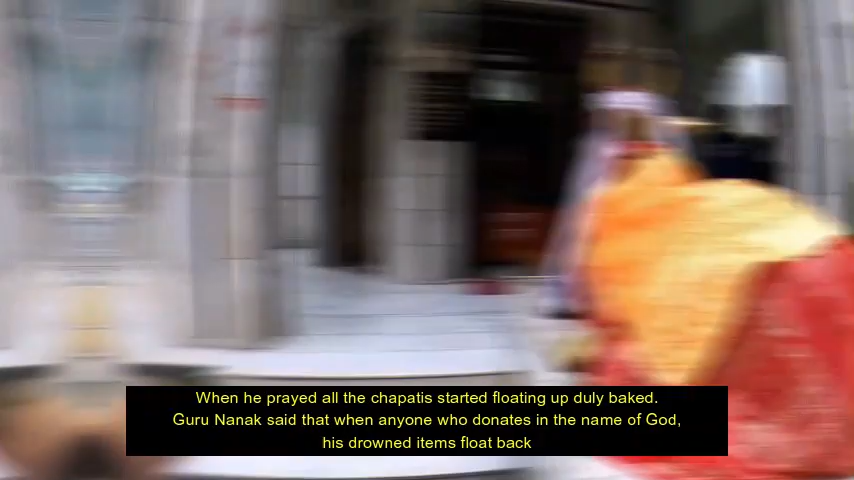 When he prayed all the chapatis started floating up duly baked.
Guru Nanak said that when anyone who donates in the name of God,
his drowned items float back